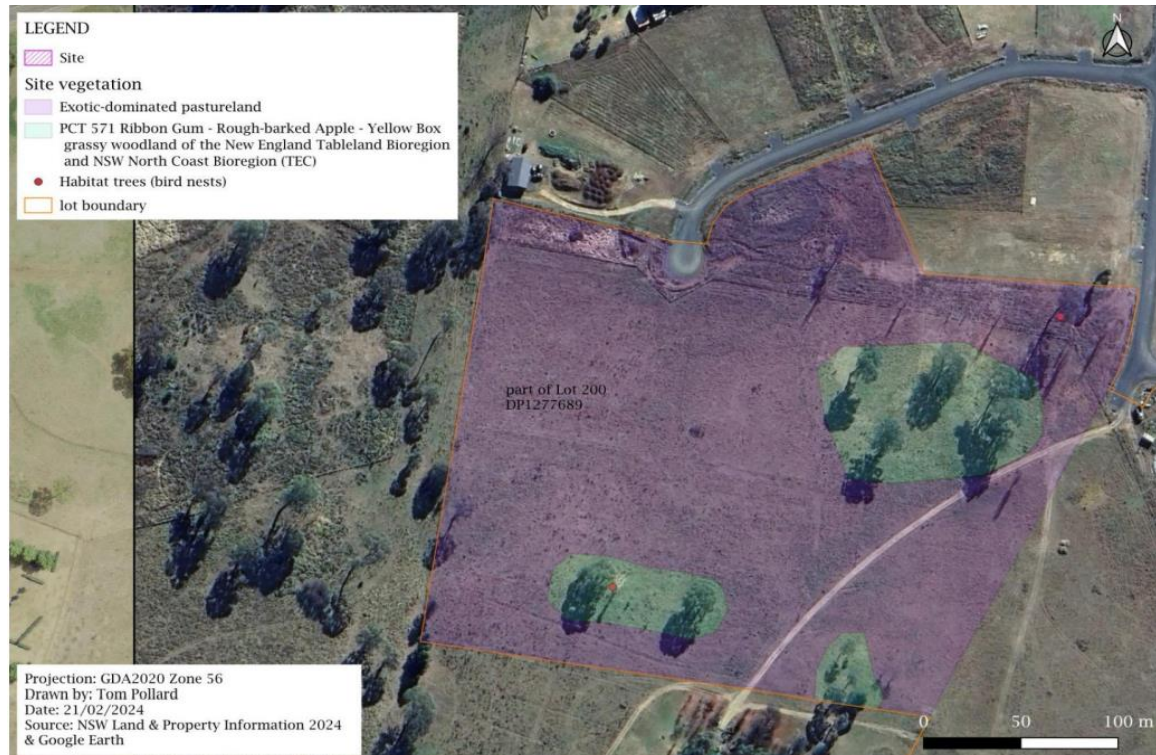 LEGEND
Site
Site vegetation
Exotic-dominated pastureland
PCT 571 Ribbon Gum - Rough-barked Apple - Yellow Box
grassy woodland of the New England Tableland Bioregion
and NSW North Coast Bioregion (TEC)
Habitat trees (bird nests)
lot boundary
N
part of Lot 200
DP1277689
Projection: GDA2020 Zone 56
Drawn by: Tom Pollard
Date: 21/02/2024
Source: NSW Land & Property Information 2024
& Google Earth
0 50 100 m